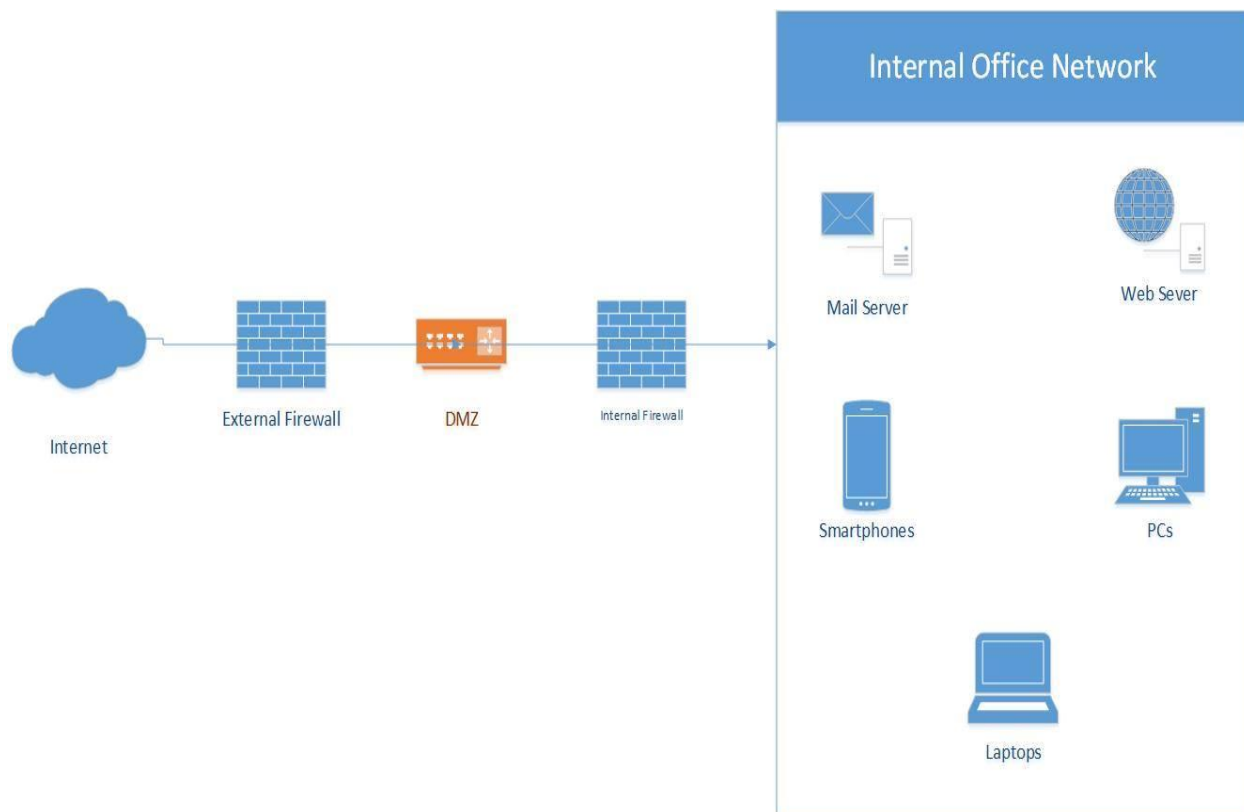 Internal Office Network
Mail Server
Web Sever
Internet
External Firewall
DMZ
Internal Firewall
Smartphones
PCs
Laptops